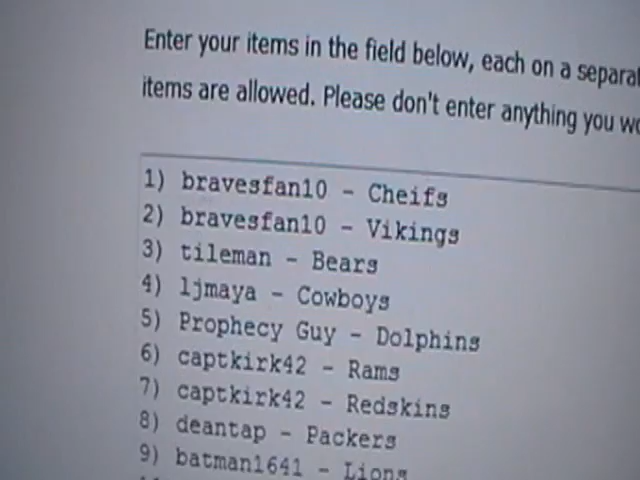 Enter your items in the field below, each on a separat
items are allowed. Please don't enter anything you wo
1) bravesfan10 - Cheifs
2) bravesfan10 - Vikings
3) tileman - Bears
4) ljmaya - Cowboys
5) Prophecy Guy - Dolphins
6) captkirk42 - Rams
7) captkirk42 - Redskins
8) deantap - Packers
9) batman1641 - Lions